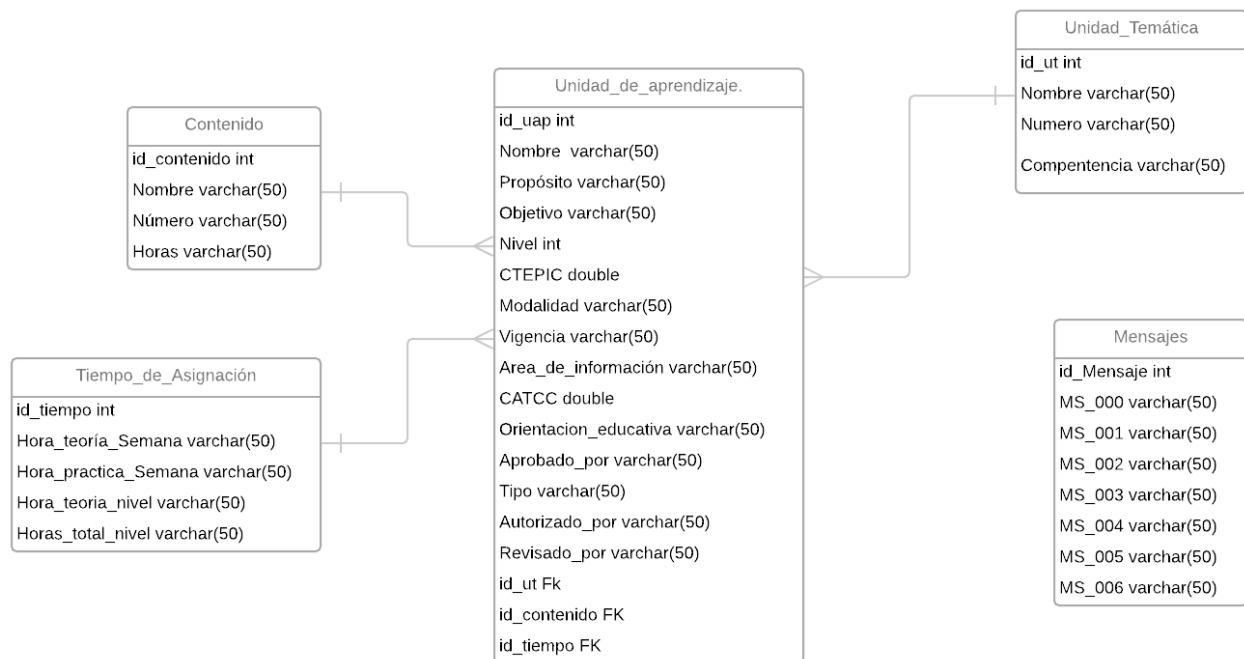 Contenido
id_contenido int
Nombre varchar(50)
Número varchar(50)
Horas varchar(50)
Tiempo_de_Asignación
id_tiempo int
Hora_teoría_Semana varchar(50)
Hora_practica_Semana varchar(50)
Hora_teoria_nivel varchar(50)
Horas_total_nivel varchar(50)
Unidad_de_aprendizaje.
id_uap int
Nombre varchar(50)
Propósito varchar(50)
Objetivo varchar(50)
Nivel int
CTEPIC double
Modalidad varchar(50)
Vigencia varchar(50)
Area_de_información varchar(50)
CATCC double
Orientacion_educativa varchar(50)
Aprobado_por varchar(50)
Tipo varchar(50)
Autorizado_por varchar(50)
Revisado_por varchar(50)
id_ut Fk
id_contenido FK
id_tiempo FK
Unidad_Temática
id_ut int
Nombre varchar(50)
Numero varchar(50)
Compentencia varchar(50)
Mensajes
id_Mensaje int
MS_000 varchar(50)
MS_001 varchar(50)
MS_002 varchar(50)
MS_003 varchar(50)
MS_004 varchar(50)
MS_005 varchar(50)
MS_006 varchar(50)